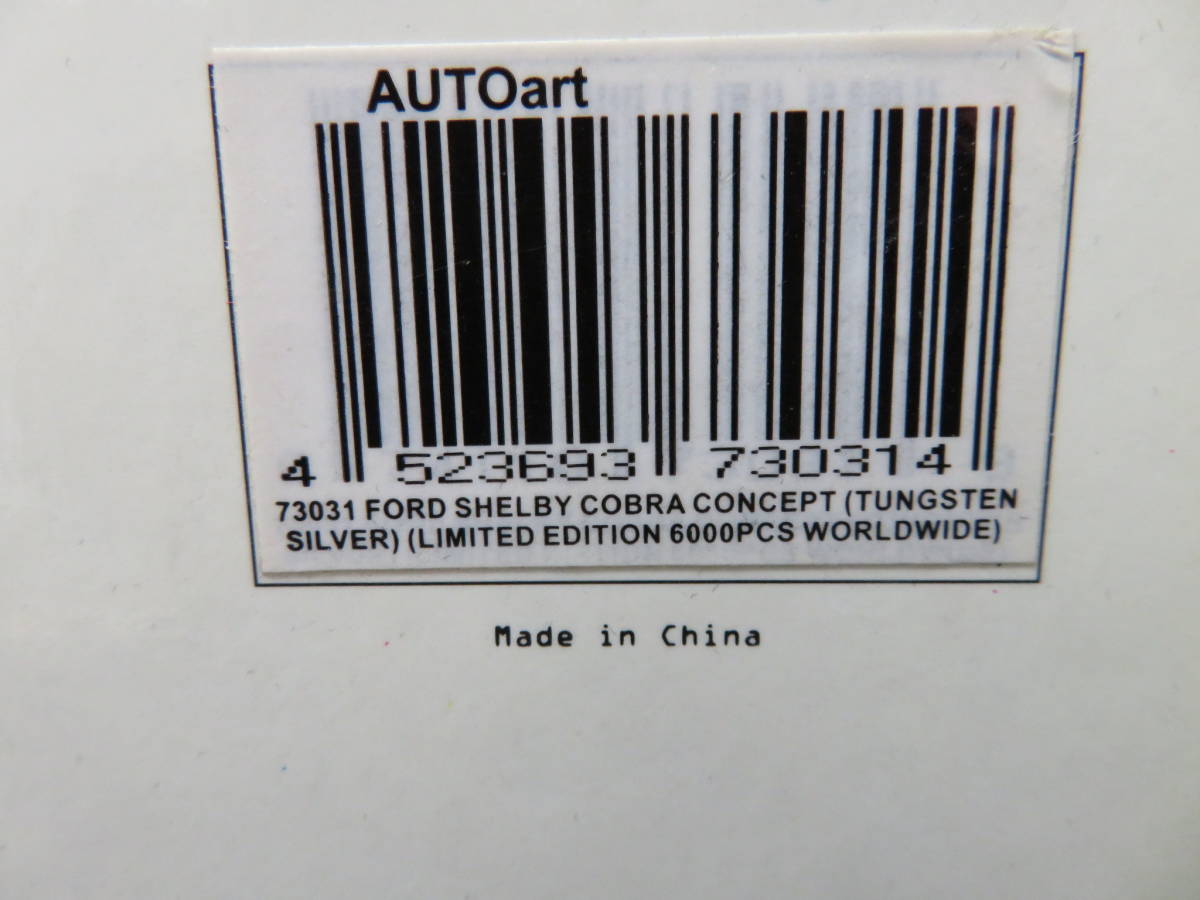 AUTOart
4 523693 730314
73031 FORD SHELBY COBRA CONCEPT (TUNGSTEN
SILVER) (LIMITED EDITION 6000PCS WORLDWIDE)
Made in China